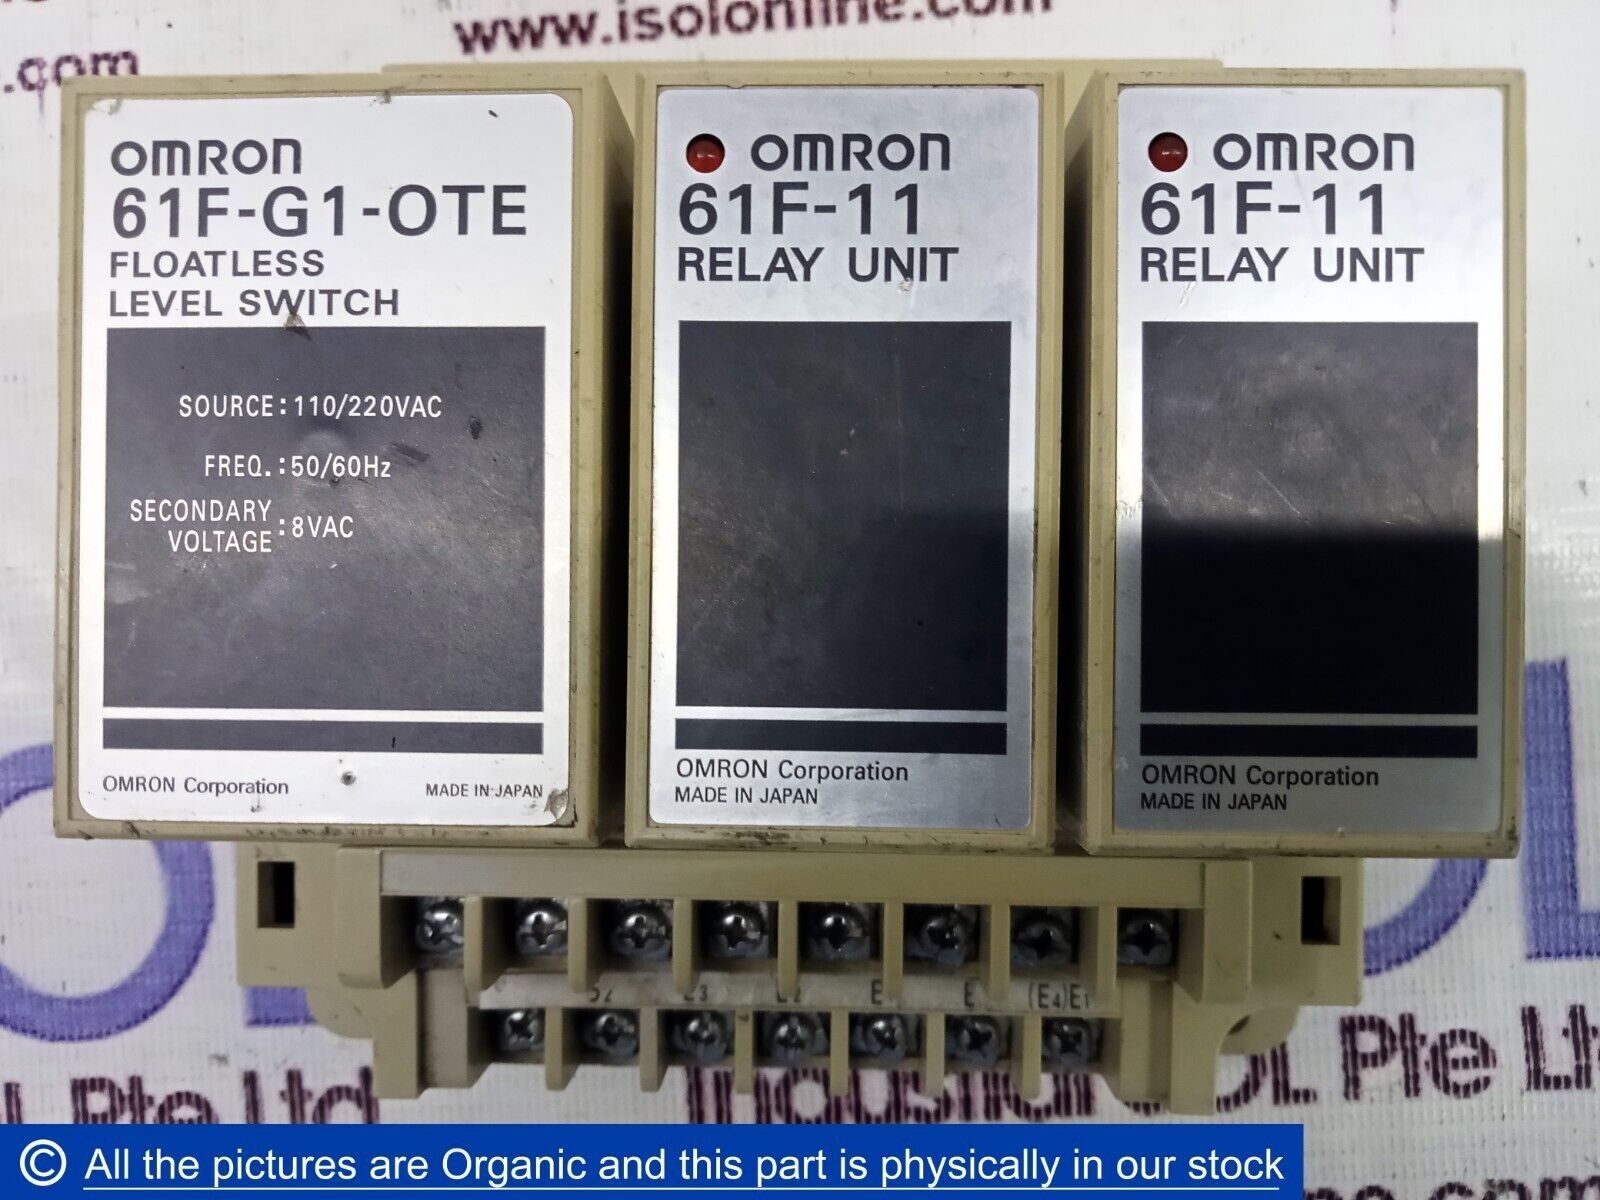 www.isolonline.com
.com
OMRON
61F-G1-OTE
FLOATLESS
LEVEL SWITCH
SOURCE: 110/220VAC
FREQ. : 50/60Hz
SECONDARY
VOLTAGE : 8VAC
OMRON Corporation
MADE IN JAPAN
OMRON
61F-11
RELAY UNIT
OMRON Corporation
MADE IN JAPAN
OMRON
61F-11
RELAY UNIT
OMRON Corporation
MADE IN JAPAN
(E4)E1
Pte Ltd
© All the pictures are Organic and this part is physically in our stock